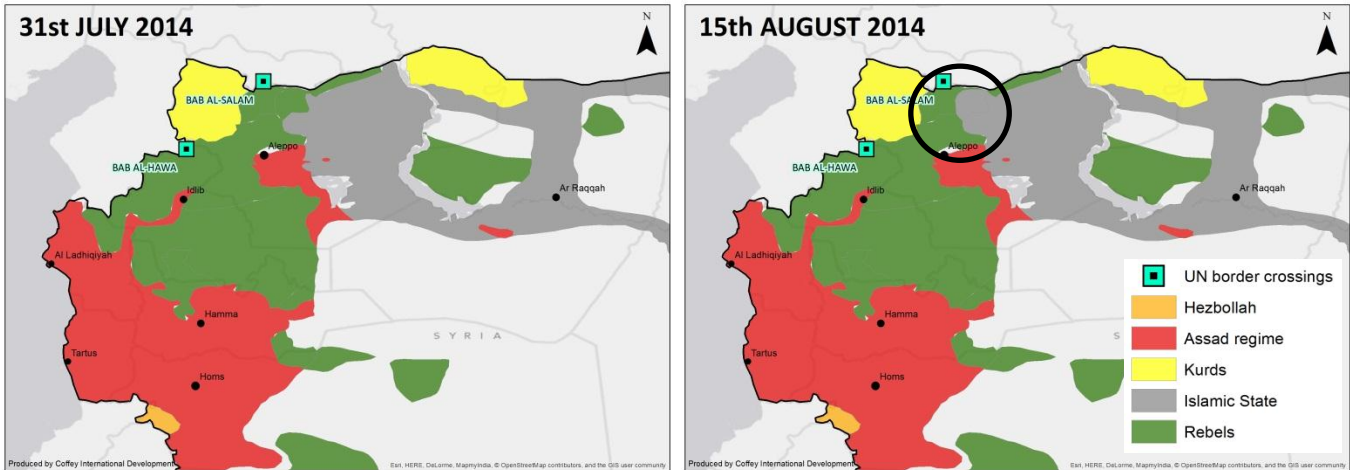 31st JULY 2014
N
BAB AL-SALAM
BAB AL-HAWA
Aleppo
Idlib
Ar Raqqah
Al Ladhiqiyah
Hamma
SYRIA
Tartus
Homs
Produced by Coffey International Development
Esri, HERE, DeLorme, MapmyIndia, © OpenStreetMap contributors, and the GIS user community
15th AUGUST 2014
N
BAB AL-SALAM
BAB AL-HAWA
Aleppo
Idlib
Ar Raqqah
Al Ladhiqiyah
Hamma
SYRIA
Tartus
Homs
UN border crossings
Hezbollah
Assad regime
Kurds
Islamic State
Rebels
Produced by Coffey International Development
Esri, HERE, DeLorme, MapmyIndia, © OpenStreetMap contributors, and the GIS user community